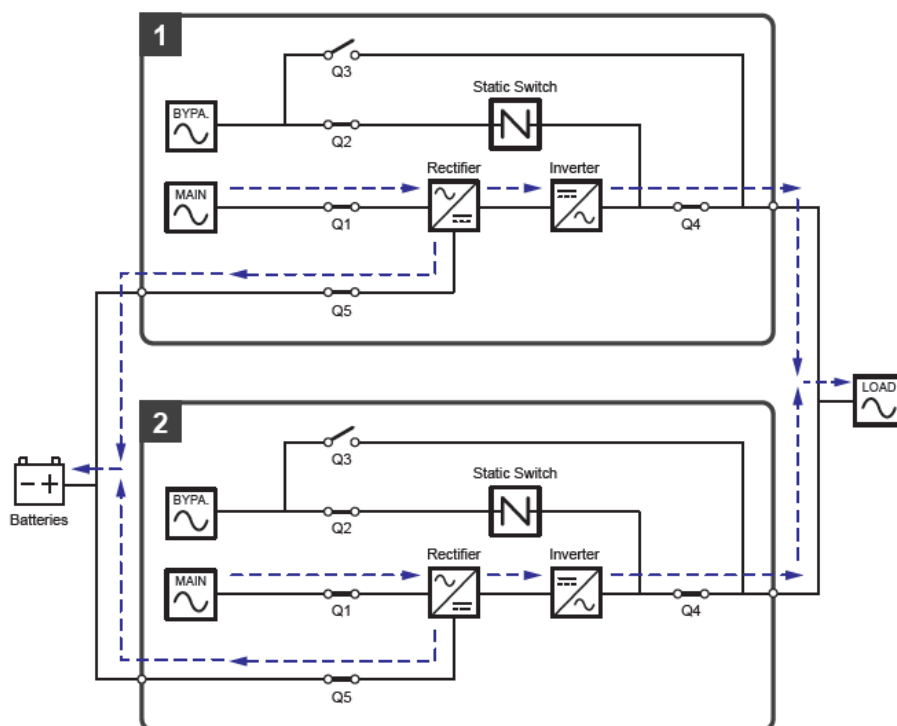 1
Q3
Static Switch
BYPA.
Q2
Rectifier
Inverter
MAIN
Q1
Q4
Q5
LOAD
2
Q3
Static Switch
Batteries
BYPA.
Q2
Rectifier
Inverter
MAIN
Q1
Q4
Q5